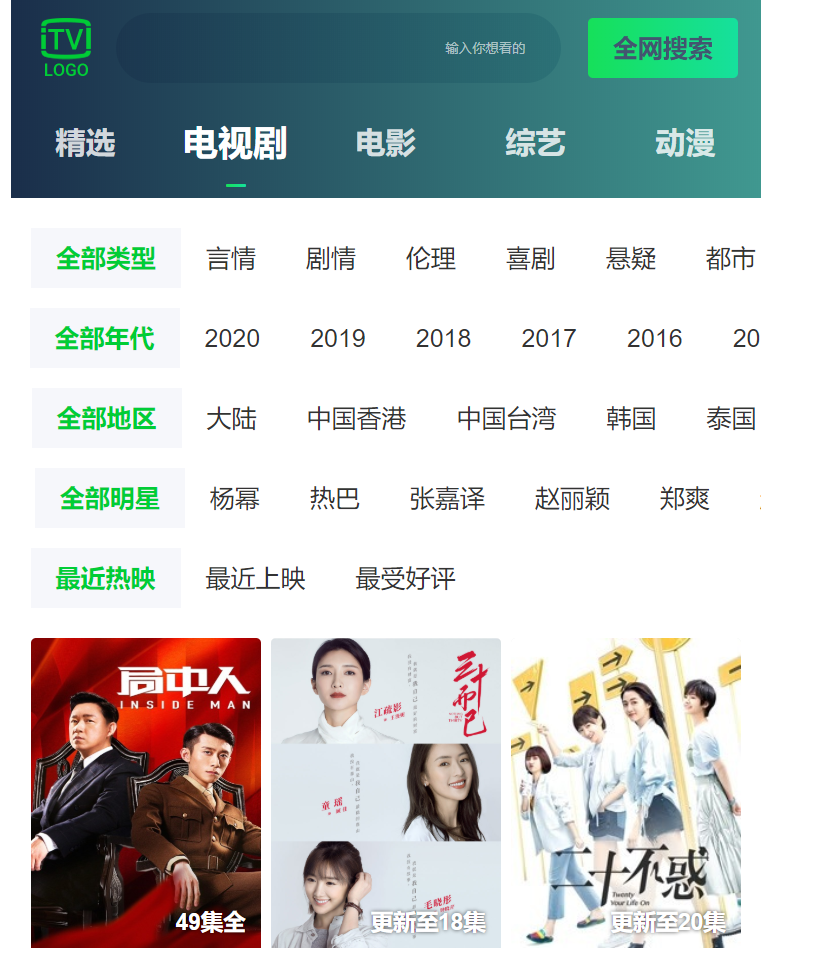 iTVi
LOGO
输入你想看的
全网搜索
精选 电视剧 电影 综艺 动漫
全部类型 言情 剧情 伦理 喜剧 悬疑 都市
全部年代 2020 2019 2018 2017 2016 20
全部地区 大陆 中国香港 中国台湾 韩国 泰国
全部明星 杨幂 热巴 张嘉译 赵丽颖 郑爽
最近热映 最近上映 最受好评
局中人
INSIDE MAN
49集全
三十而已
江疏影
童瑶
毛晓彤
更新至18集
二十不惑
Twenty
Your Life On
更新至20集